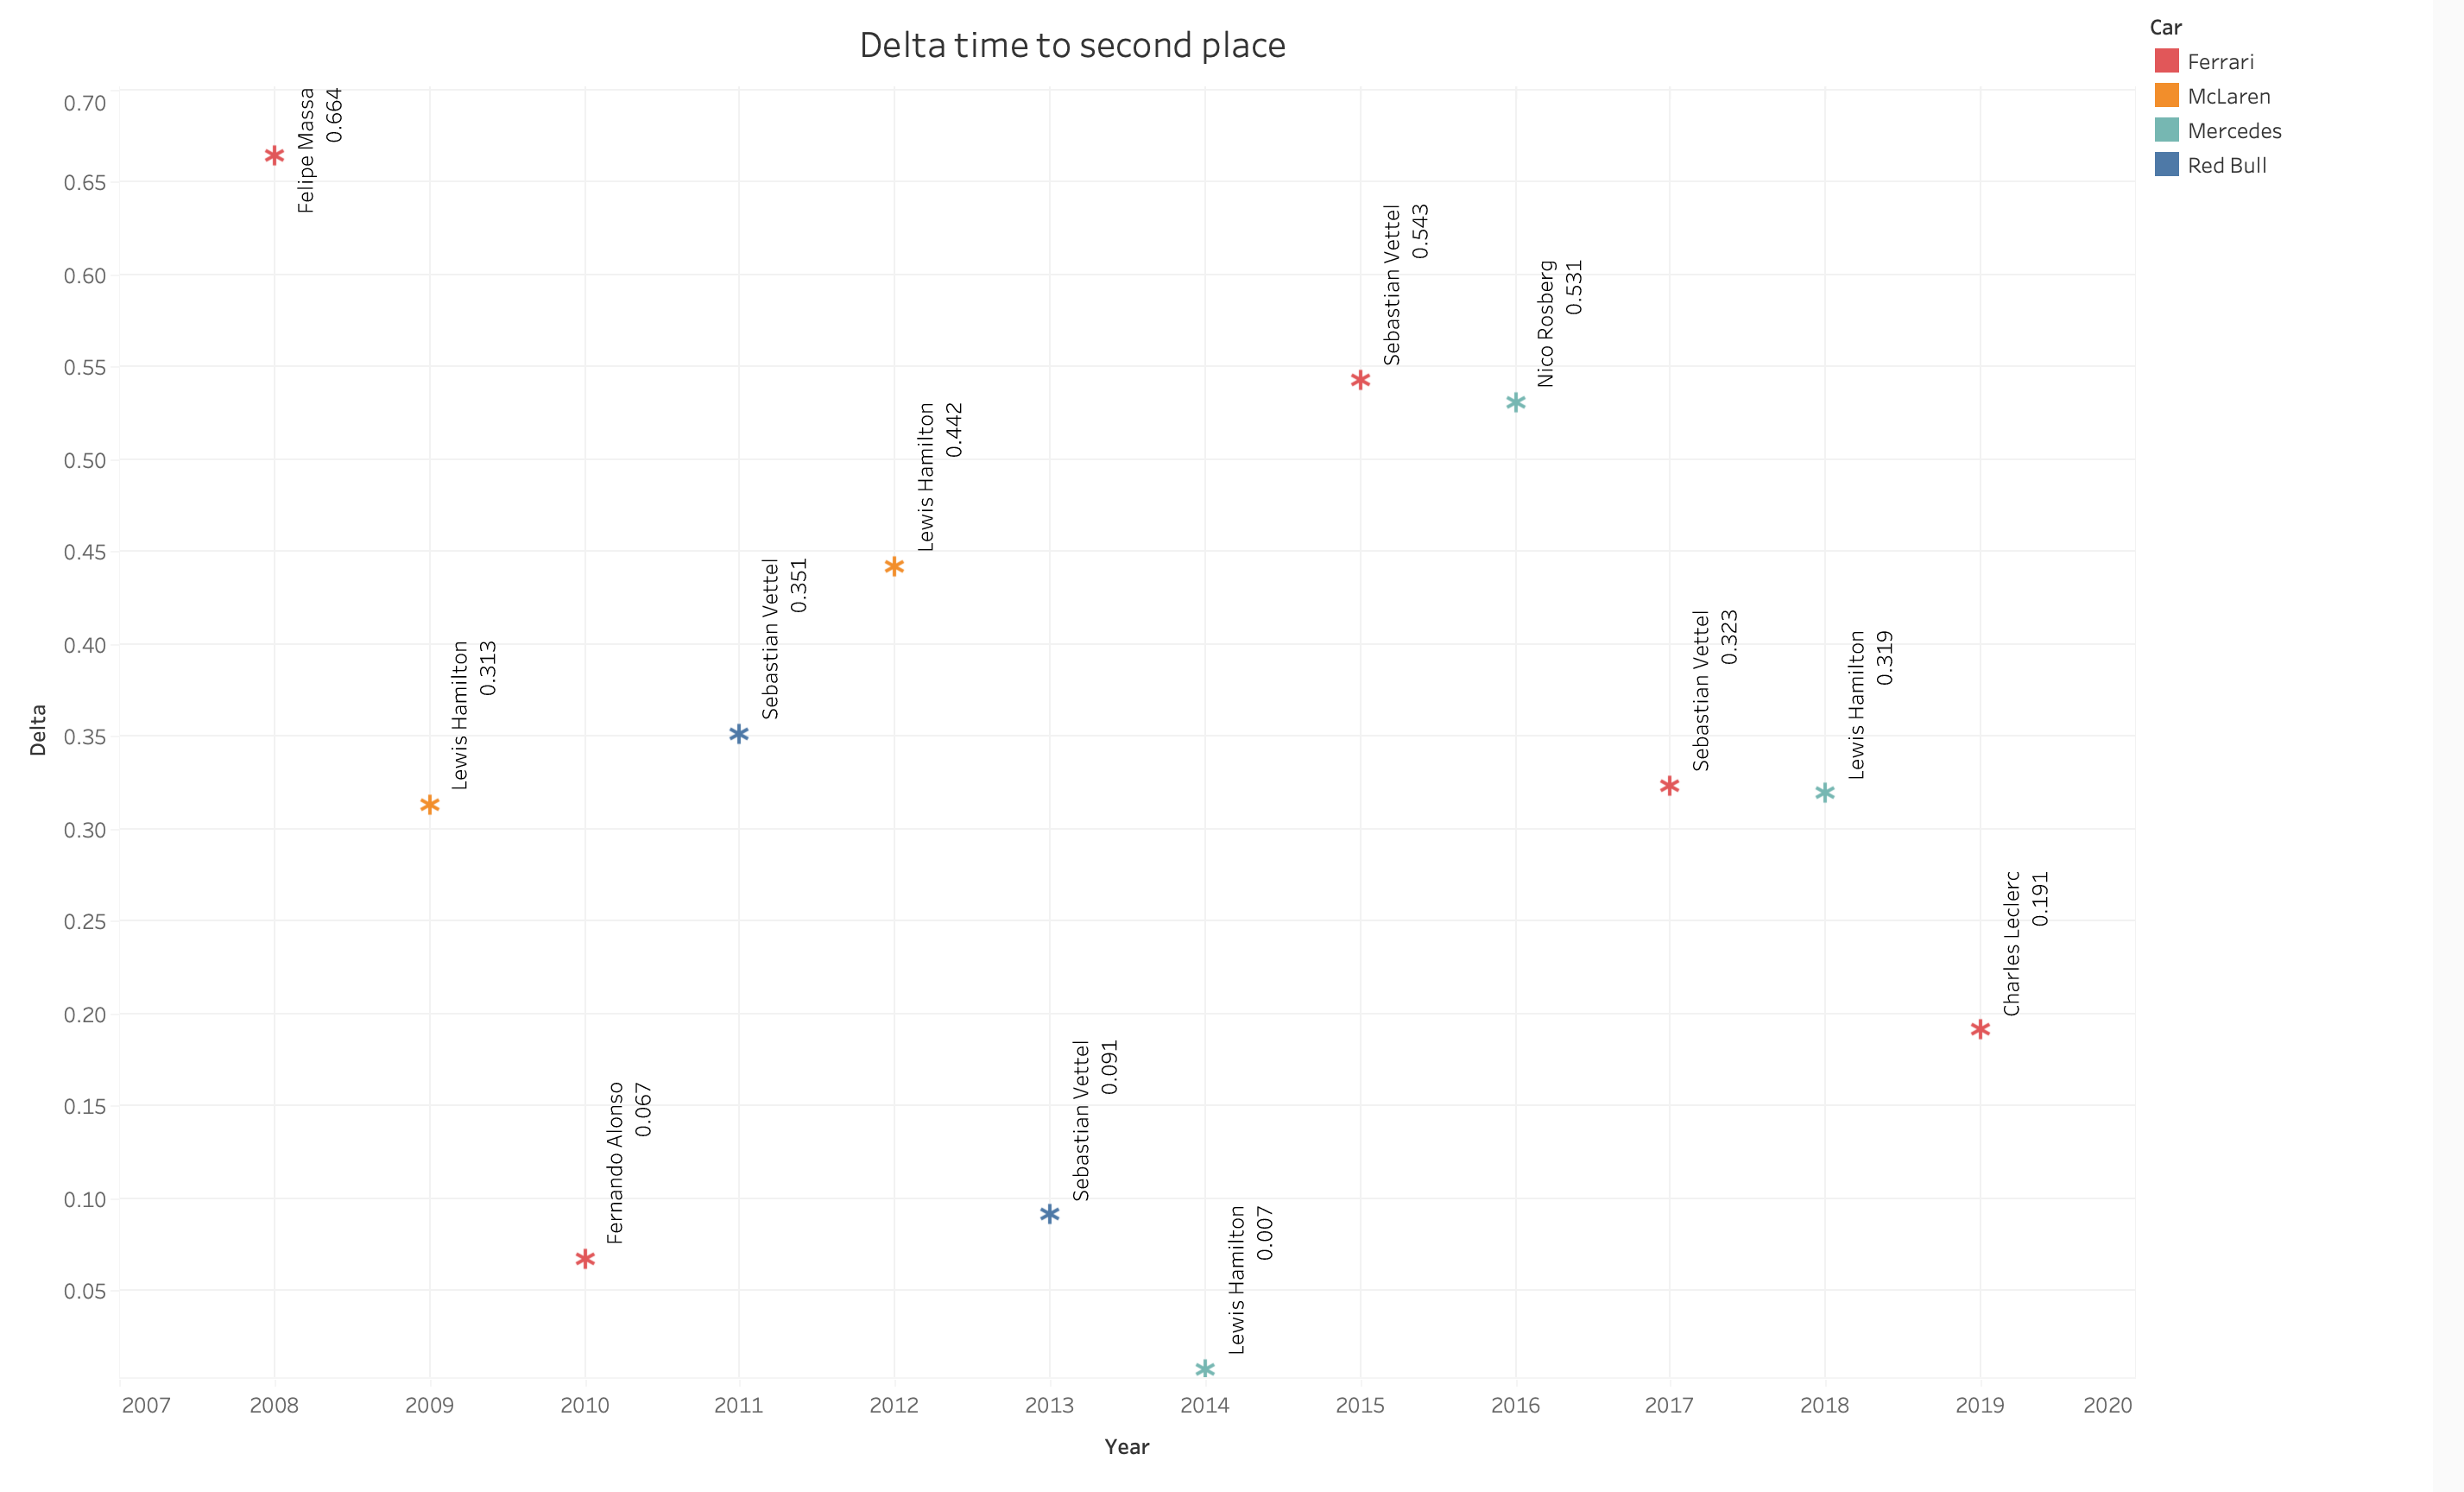 Delta time to second place
Car
Ferrari
McLaren
Mercedes
Red Bull
Delta
0.70
0.65
0.60
0.55
0.50
0.45
0.40
0.35
0.30
0.25
0.20
0.15
0.10
0.05
Felipe Massa
0.664
Lewis Hamilton
0.313
Fernando Alonso
0.067
Sebastian Vettel
0.351
Lewis Hamilton
0.442
Sebastian Vettel
0.091
Lewis Hamilton
0.007
Sebastian Vettel
0.543
Nico Rosberg
0.531
Sebastian Vettel
0.323
Lewis Hamilton
0.319
Charles Leclerc
0.191
2007 2008 2009 2010 2011 2012 2013 2014 2015 2016 2017 2018 2019 2020
Year